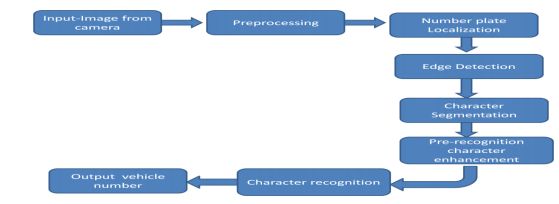 Input-Image from
camera
Preprocessing
Number plate
Localization
Edge Detection
Character
Segmentation
Pre-recognition
character
enhancement
Character recognition
Output vehicle
number